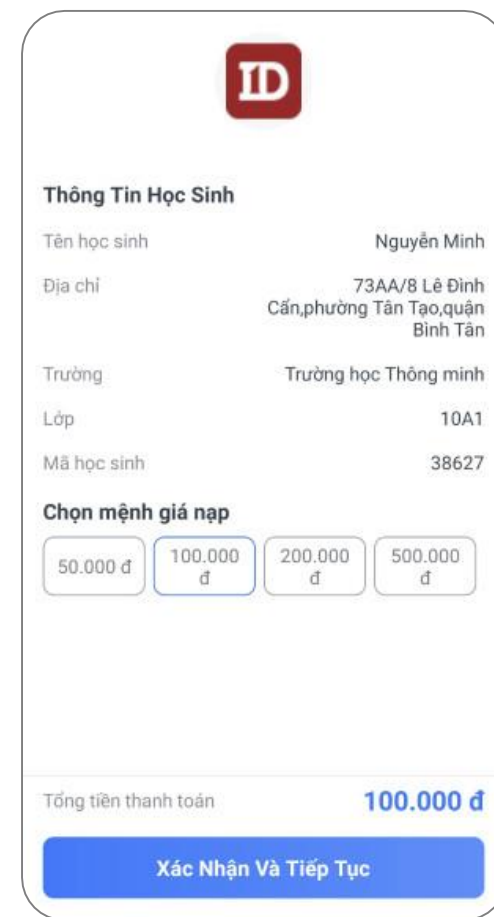 ID
Thông Tin Học Sinh
Tên học sinh Nguyễn Minh
Địa chỉ 73AA/8 Lê Đình
Cẩn,phường Tân Tạo,quận
Bình Tân
Trường Trường học Thông minh
Lớp 10A1
Mã học sinh 38627
Chọn mệnh giá nạp
50.000 đ 100.000 đ 200.000 đ 500.000 đ
Tổng tiền thanh toán 100.000 đ
Xác Nhận Và Tiếp Tục